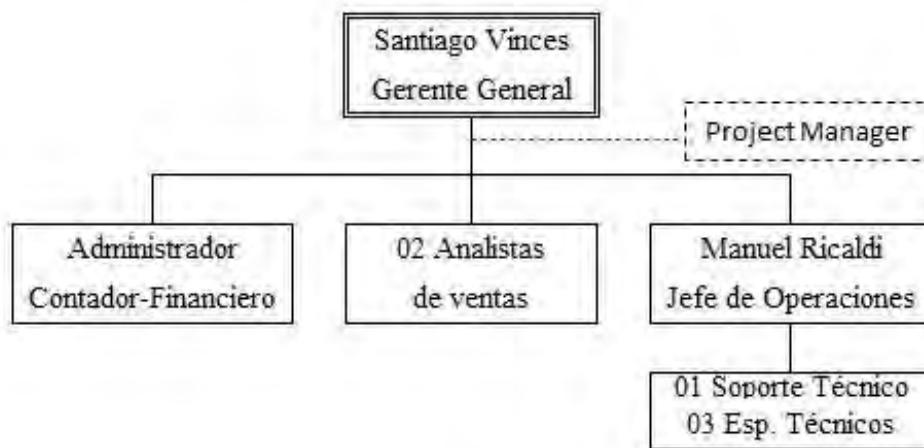 Santiago Vinces
Gerente General
Project Manager
Administrador
Contador-Financiero
02 Analistas
de ventas
Manuel Ricaldi
Jefe de Operaciones
01 Soporte Técnico
03 Esp. Técnicos